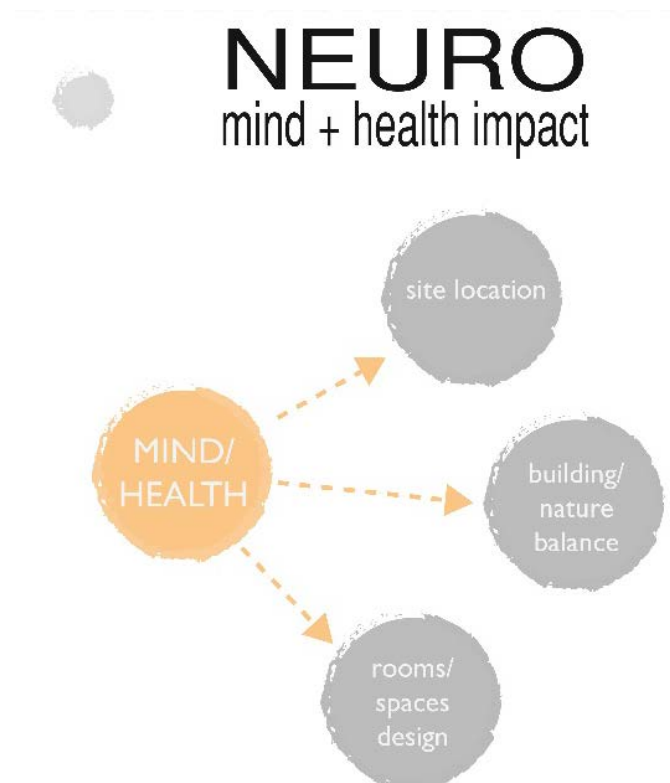 NEURO
mind + health impact
site location
MIND/
HEALTH
building/
nature
balance
rooms/
spaces
design